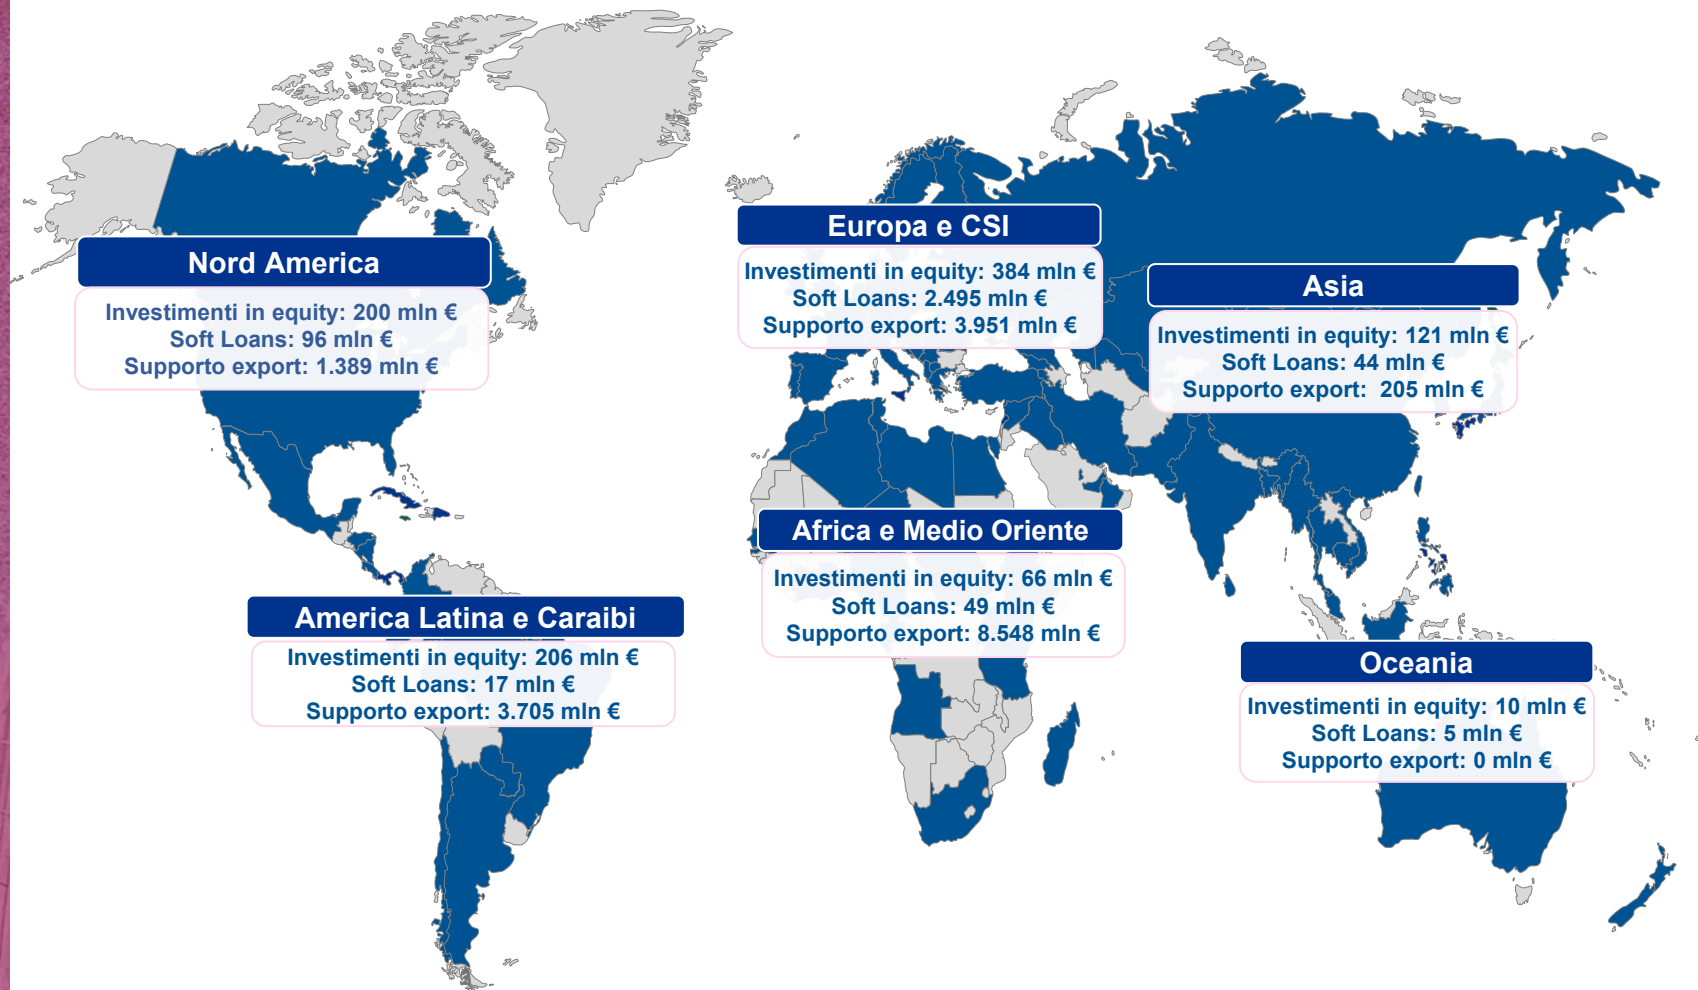 Nord America
Investimenti in equity: 200 mln €
Soft Loans: 96 mln €
Supporto export: 1.389 mln €
Europa e CSI
Investimenti in equity: 384 mln €
Soft Loans: 2.495 mln €
Supporto export: 3.951 mln €
Asia
Investimenti in equity: 121 mln €
Soft Loans: 44 mln €
Supporto export: 205 mln €
Africa e Medio Oriente
Investimenti in equity: 66 mln €
Soft Loans: 49 mln €
Supporto export: 8.548 mln €
America Latina e Caraibi
Investimenti in equity: 206 mln €
Soft Loans: 17 mln €
Supporto export: 3.705 mln €
Oceania
Investimenti in equity: 10 mln €
Soft Loans: 5 mln €
Supporto export: 0 mln €